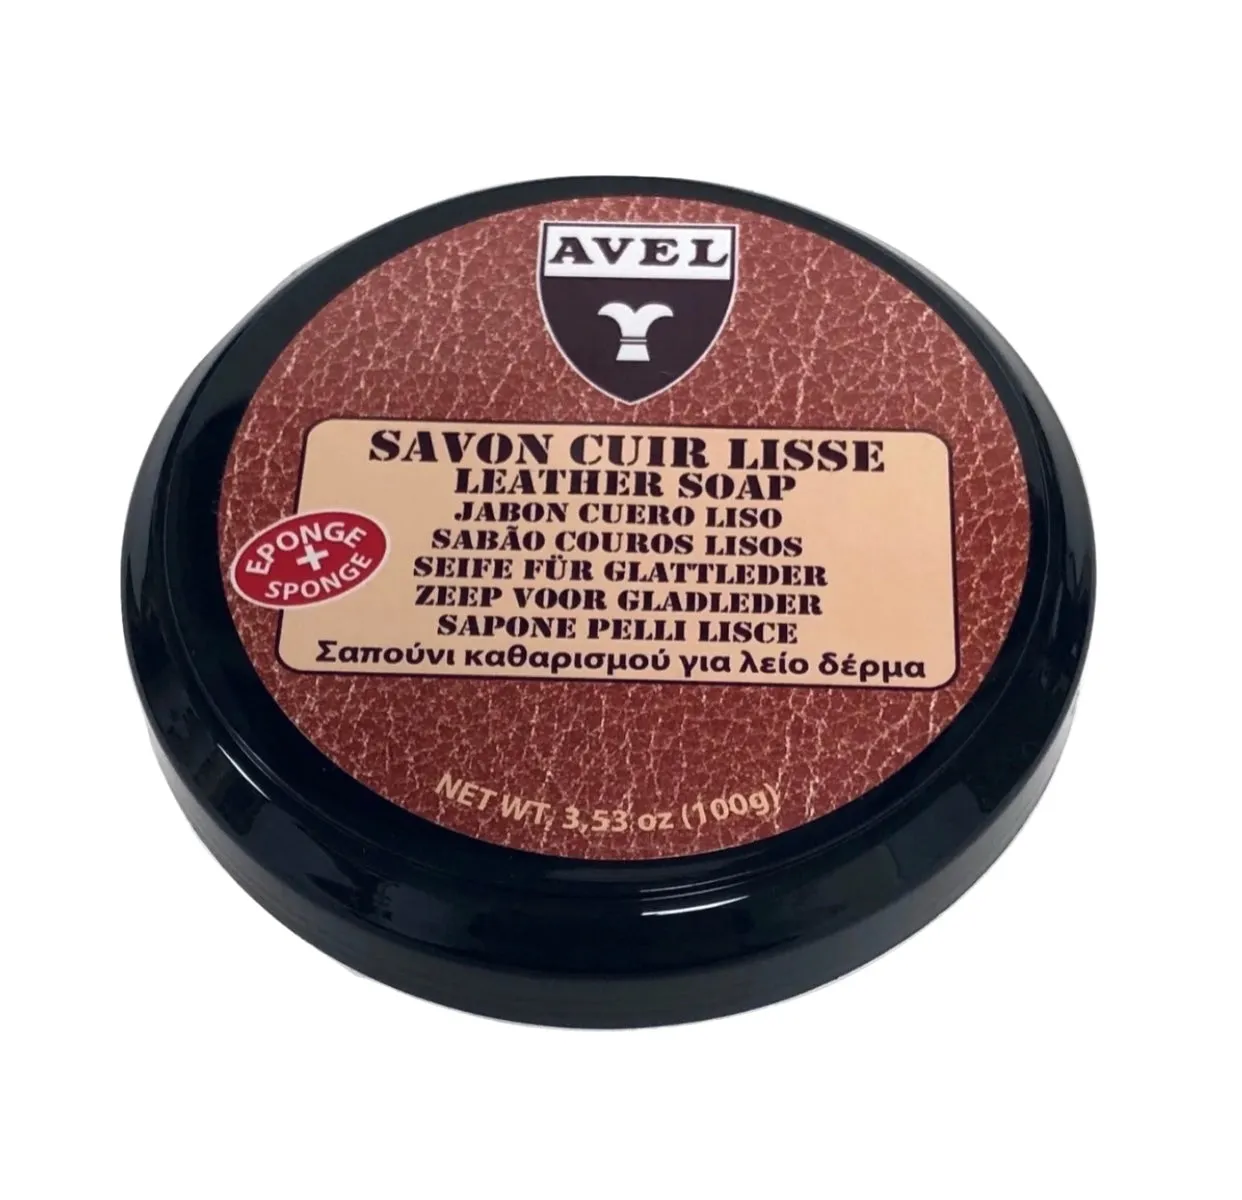 AVEL
SAVON CUIR LISSE
LEATHER SOAP
JABON CUERO LISO
SABÃO COUROS LISOS
SEIFE FÜR GLATTLEDER
ZEEP VOOR GLADLEDER
SAPONE PELLI LISCE
Σαπούνι καθαρισμού για λείο δέρμα
EPONGE
+
SPONGE
NET WT, 3,53 oz (100g)